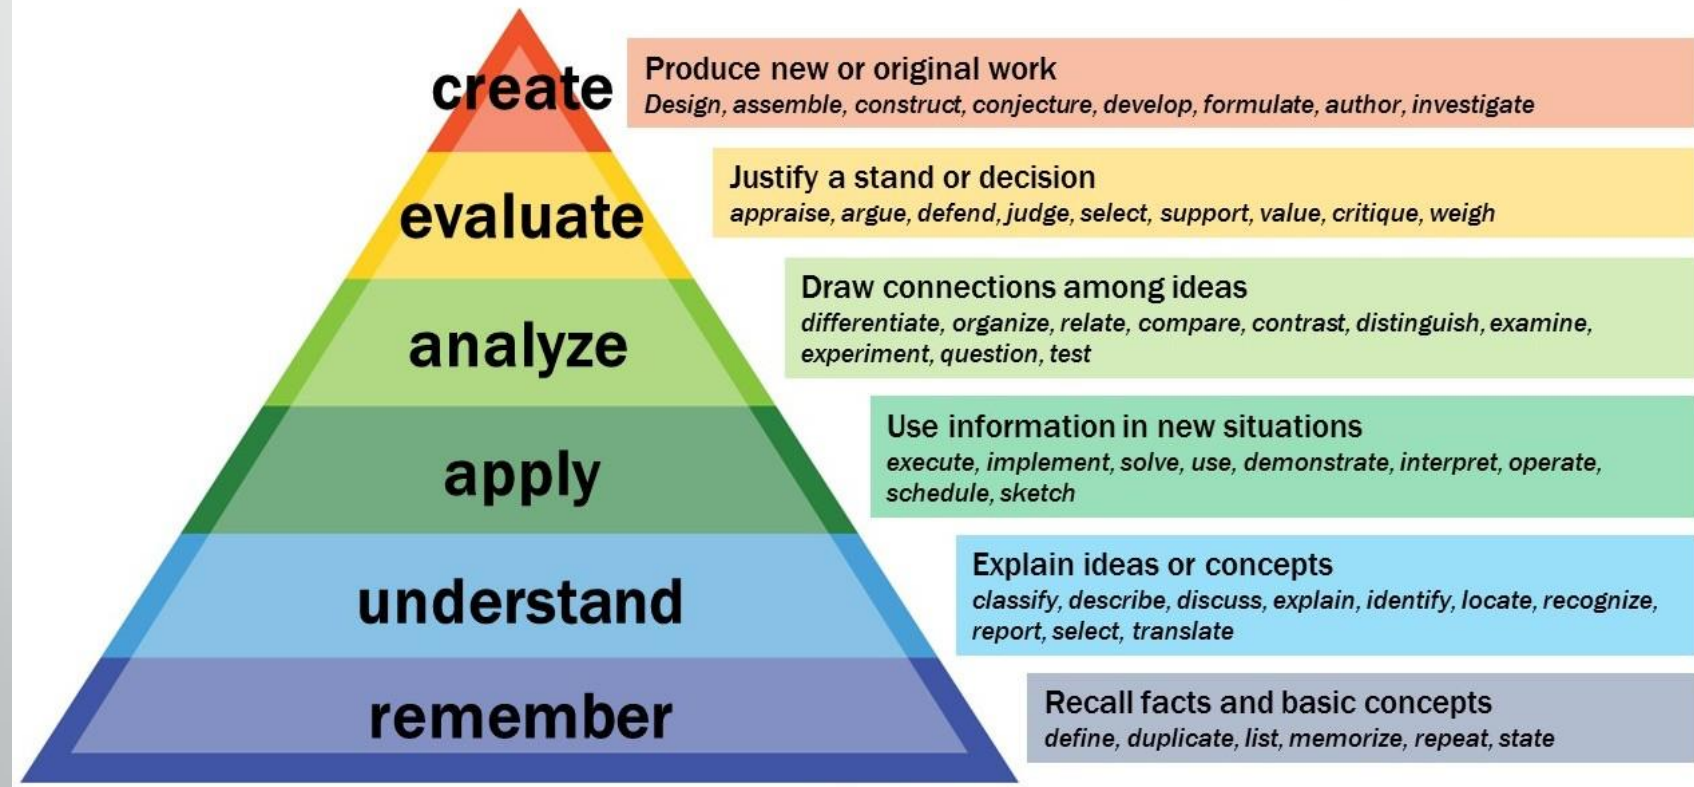 create
Produce new or original work
Design, assemble, construct, conjecture, develop, formulate, author, investigate
evaluate
Justify a stand or decision
appraise, argue, defend, judge, select, support, value, critique, weigh
analyze
Draw connections among ideas
differentiate, organize, relate, compare, contrast, distinguish, examine,
experiment, question, test
apply
Use information in new situations
execute, implement, solve, use, demonstrate, interpret, operate,
schedule, sketch
understand
Explain ideas or concepts
classify, describe, discuss, explain, identify, locate, recognize,
report, select, translate
remember
Recall facts and basic concepts
define, duplicate, list, memorize, repeat, state